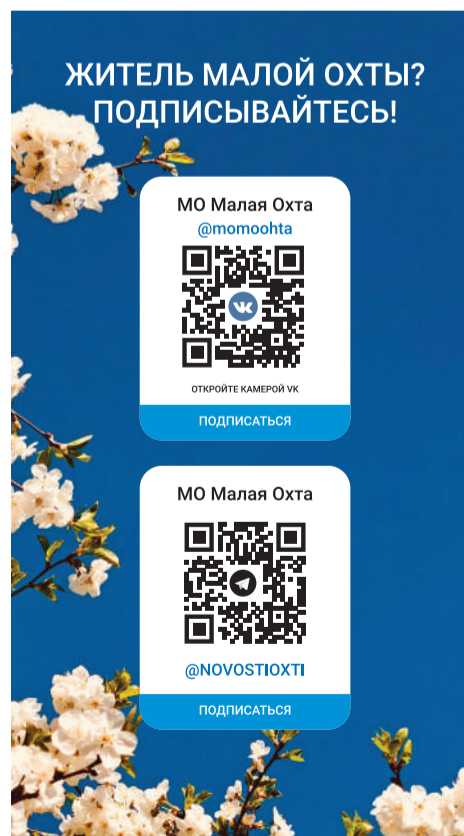 ЖИТЕЛЬ МАЛОЙ ОХТЫ?
ПОДПИСЫВАЙТЕСЬ!
МО Малая Охта
@momoohta
ОТКРОЙТЕ КАМЕРОЙ VK
ПОДПИСАТЬСЯ
МО Малая Охта
@NOVOSTIOXTI
ПОДПИСАТЬСЯ